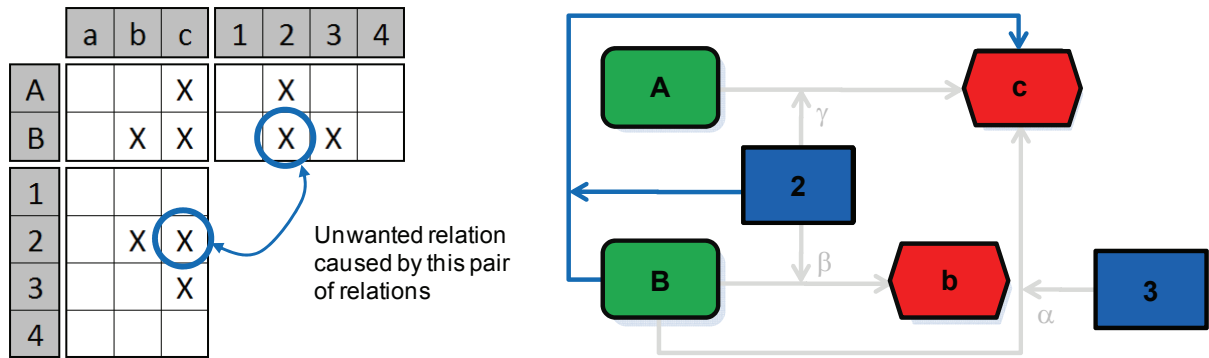 a b c 1 2 3 4
A X X
B X X X X
1
2 X X
3 X
4
Unwanted relation
caused by this pair
of relations
A
c
γ
2
B
β
b
3
α